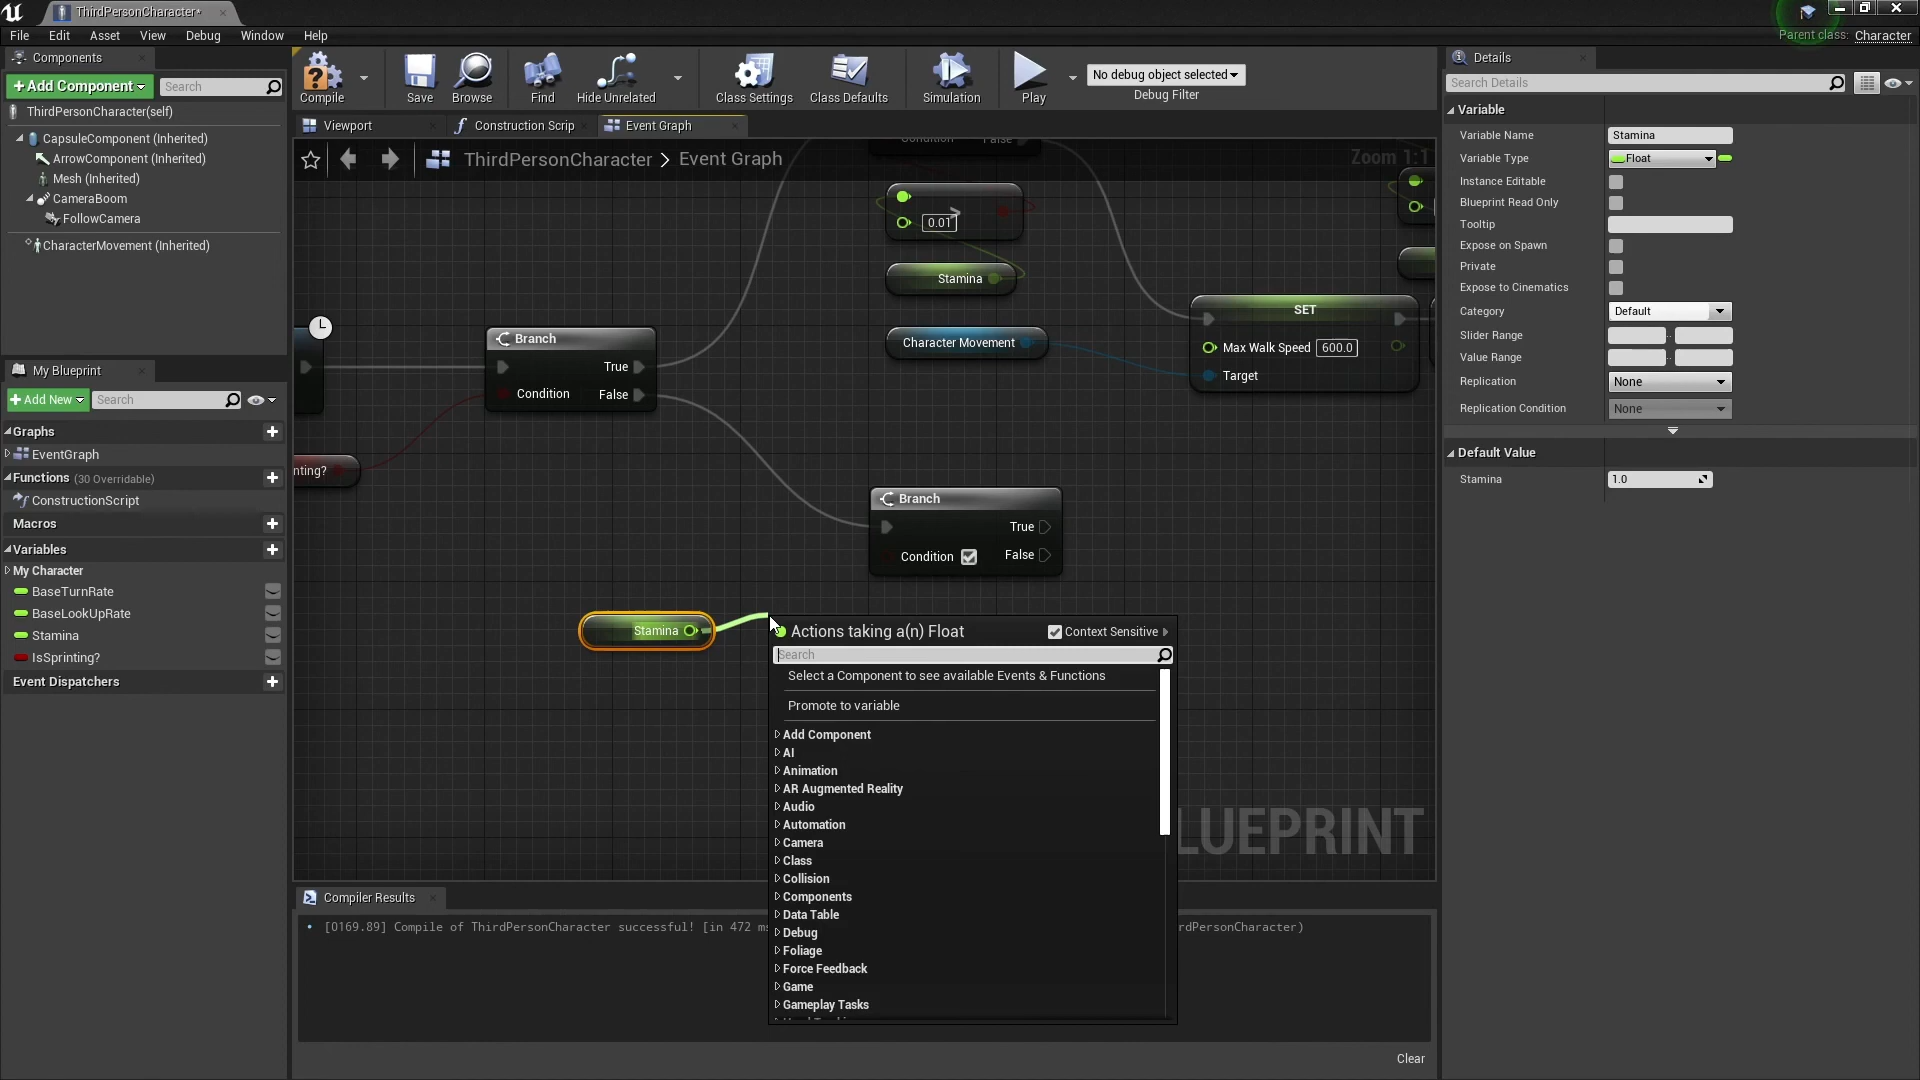 ThirdPersonCharacter*
File Edit Asset View Debug Window Help
Parent class: Character
Components
+Add Component
Search
ThirdPersonCharacter(self)
CapsuleComponent (Inherited)
ArrowComponent (Inherited)
Mesh (Inherited)
CameraBoom
FollowCamera
CharacterMovement (Inherited)
My Blueprint
+Add New
Search
Graphs
EventGraph
Functions (30 Overridable)
ConstructionScript
Macros
Variables
My Character
BaseTurnRate
BaseLookUpRate
Stamina
IsSprinting?
Event Dispatchers
Compile
Save
Browse
Find
Hide Unrelated
Class Settings
Class Defaults
Simulation
Play
No debug object selected
Debug Filter
Viewport
Construction Scrip
Event Graph
ThirdPersonCharacter > Event Graph
Zoom 1:1
Condition False
>
0.01
Stamina
Character Movement
SET
Max Walk Speed 600.0
Target
Branch
True
Condition False
nting?
Branch
True
Condition False
Stamina
Actions taking a(n) Float
Context Sensitive
Search
Select a Component to see available Events & Functions
Promote to variable
Add Component
AI
Animation
AR Augmented Reality
Audio
Automation
Camera
Class
Collision
Components
Data Table
Debug
Foliage
Force Feedback
Game
Gameplay Tasks
LUEPRINT
Compiler Results
[0169.89] Compile of ThirdPersonCharacter successful! [in 472 ms
rdPersonCharacter)
Clear
Details
Search Details
Variable
Variable Name Stamina
Variable Type Float
Instance Editable
Blueprint Read Only
Tooltip
Expose on Spawn
Private
Expose to Cinematics
Category Default
Slider Range
Value Range
Replication None
Replication Condition None
Default Value
Stamina 1.0